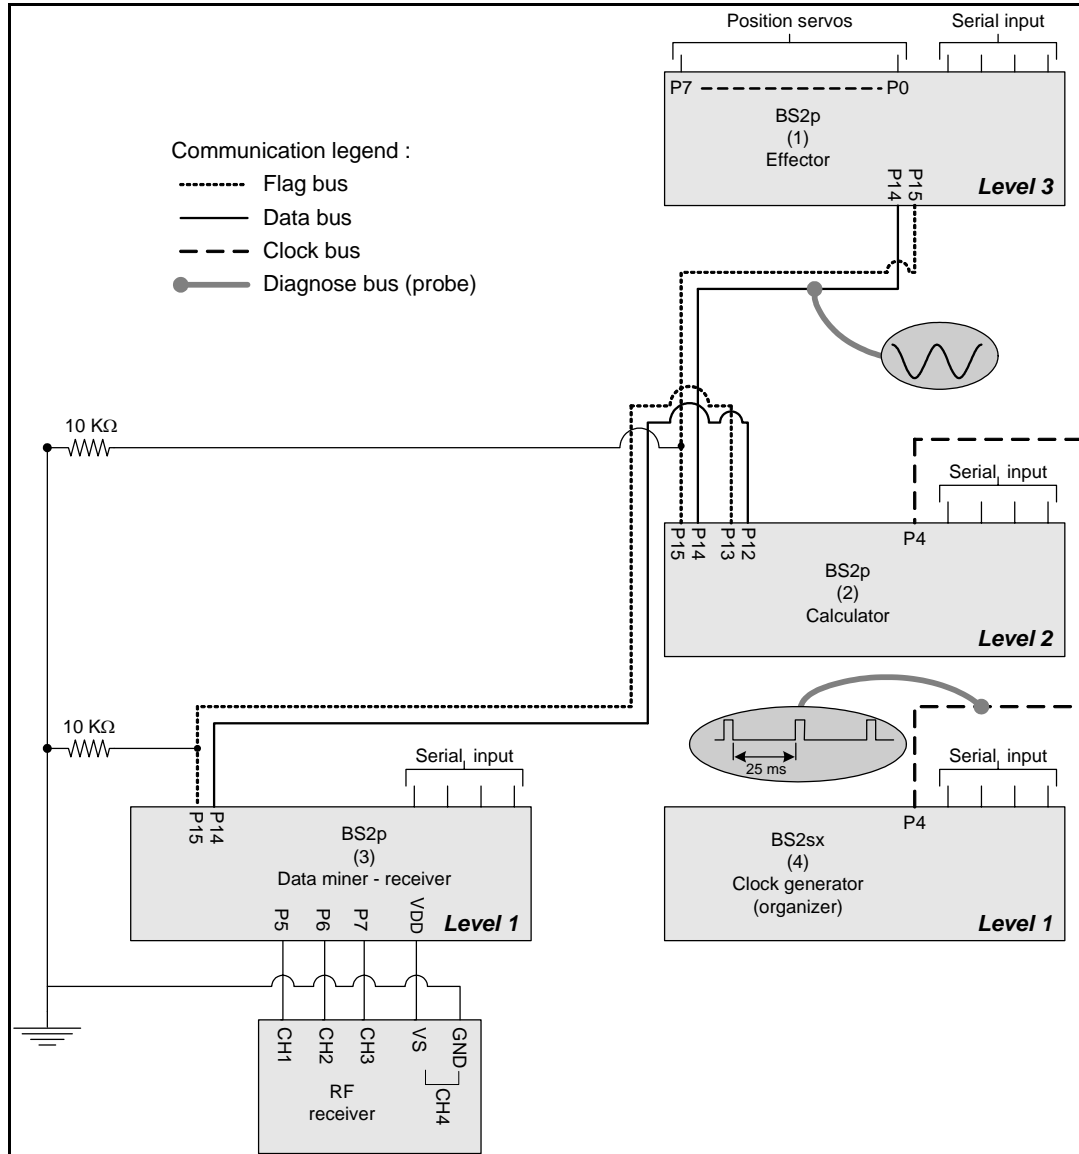 Position servos
Serial input
P7
P0
BS2p
(1)
Effector
P14
P15
Level 3
Communication legend :
Flag bus
Data bus
Clock bus
Diagnose bus (probe)
10 KΩ
Serial input
P15
P14
P13
P12
P4
BS2p
(2)
Calculator
Level 2
10 KΩ
25 ms
Serial input
Serial input
P15
P14
BS2p
(3)
Data miner - receiver
P5
P6
P7
VDD
Level 1
P4
BS2sx
(4)
Clock generator
(organizer)
Level 1
CH1
CH2
CH3
VS
GND
CH4
RF
receiver